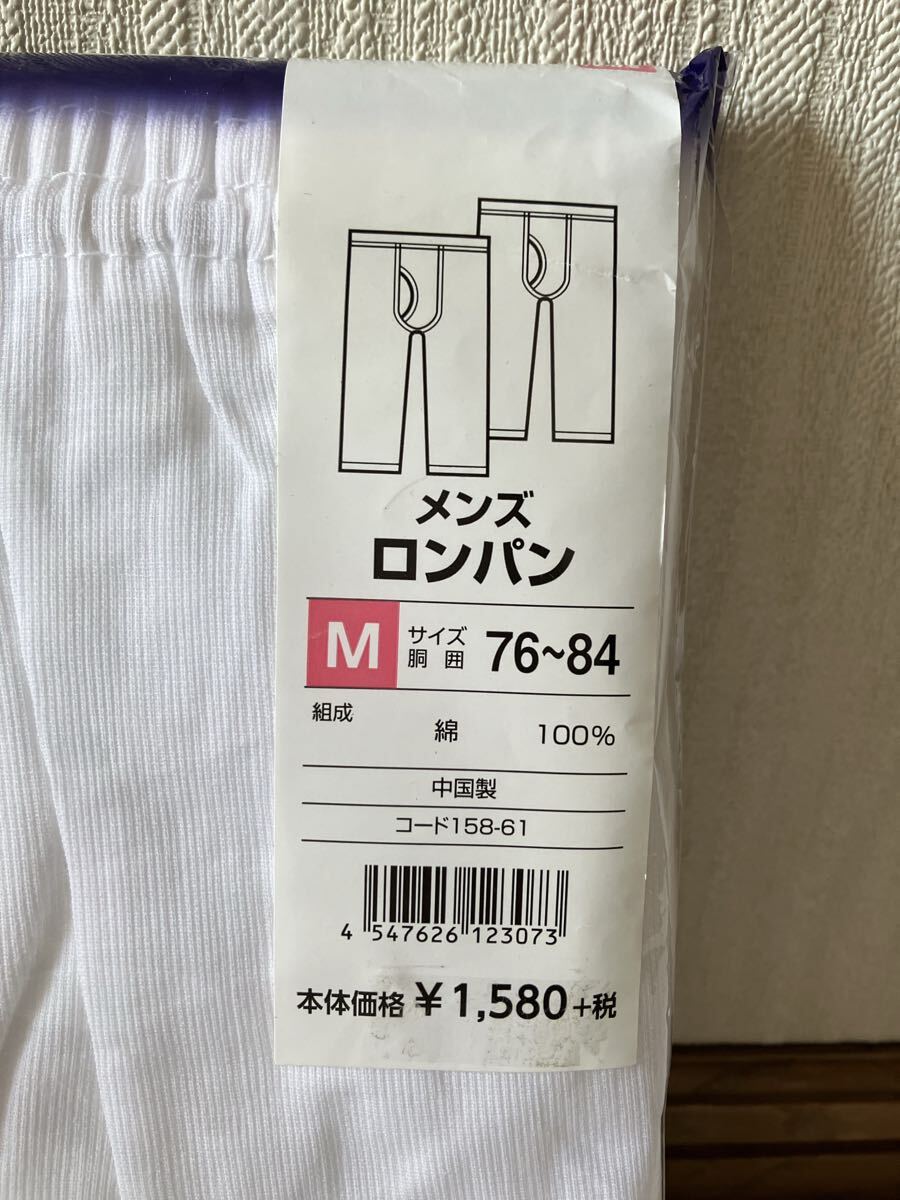 メンズ
ロンパン
M サイズ 胴囲 76~84
組成 綿 100%
中国製
コード158-61
4 547626 123073
本体価格 ¥1,580+税